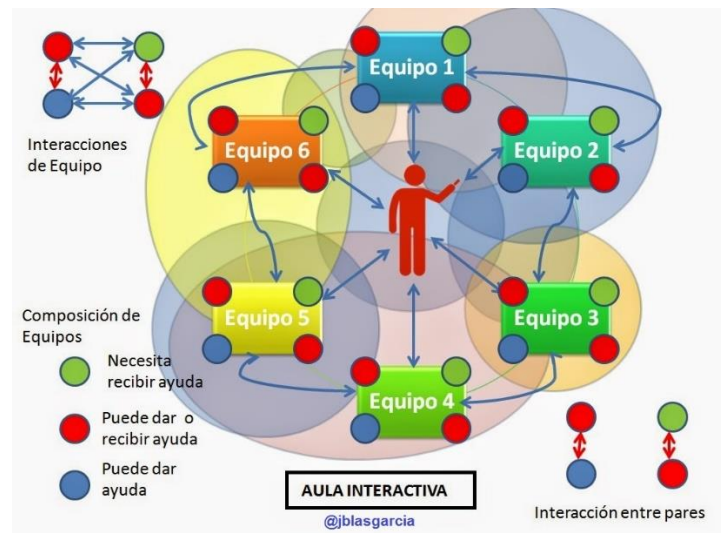 Equipo 1
Equipo 6
Equipo 2
Interacciones
de Equipo
Equipo 5
Equipo 3
Composición de
Equipos
Necesita
recibir ayuda
Equipo 4
Puede dar o
recibir ayuda
Puede dar
ayuda
AULA INTERACTIVA
Interacción entre pares
@jblasgarcia